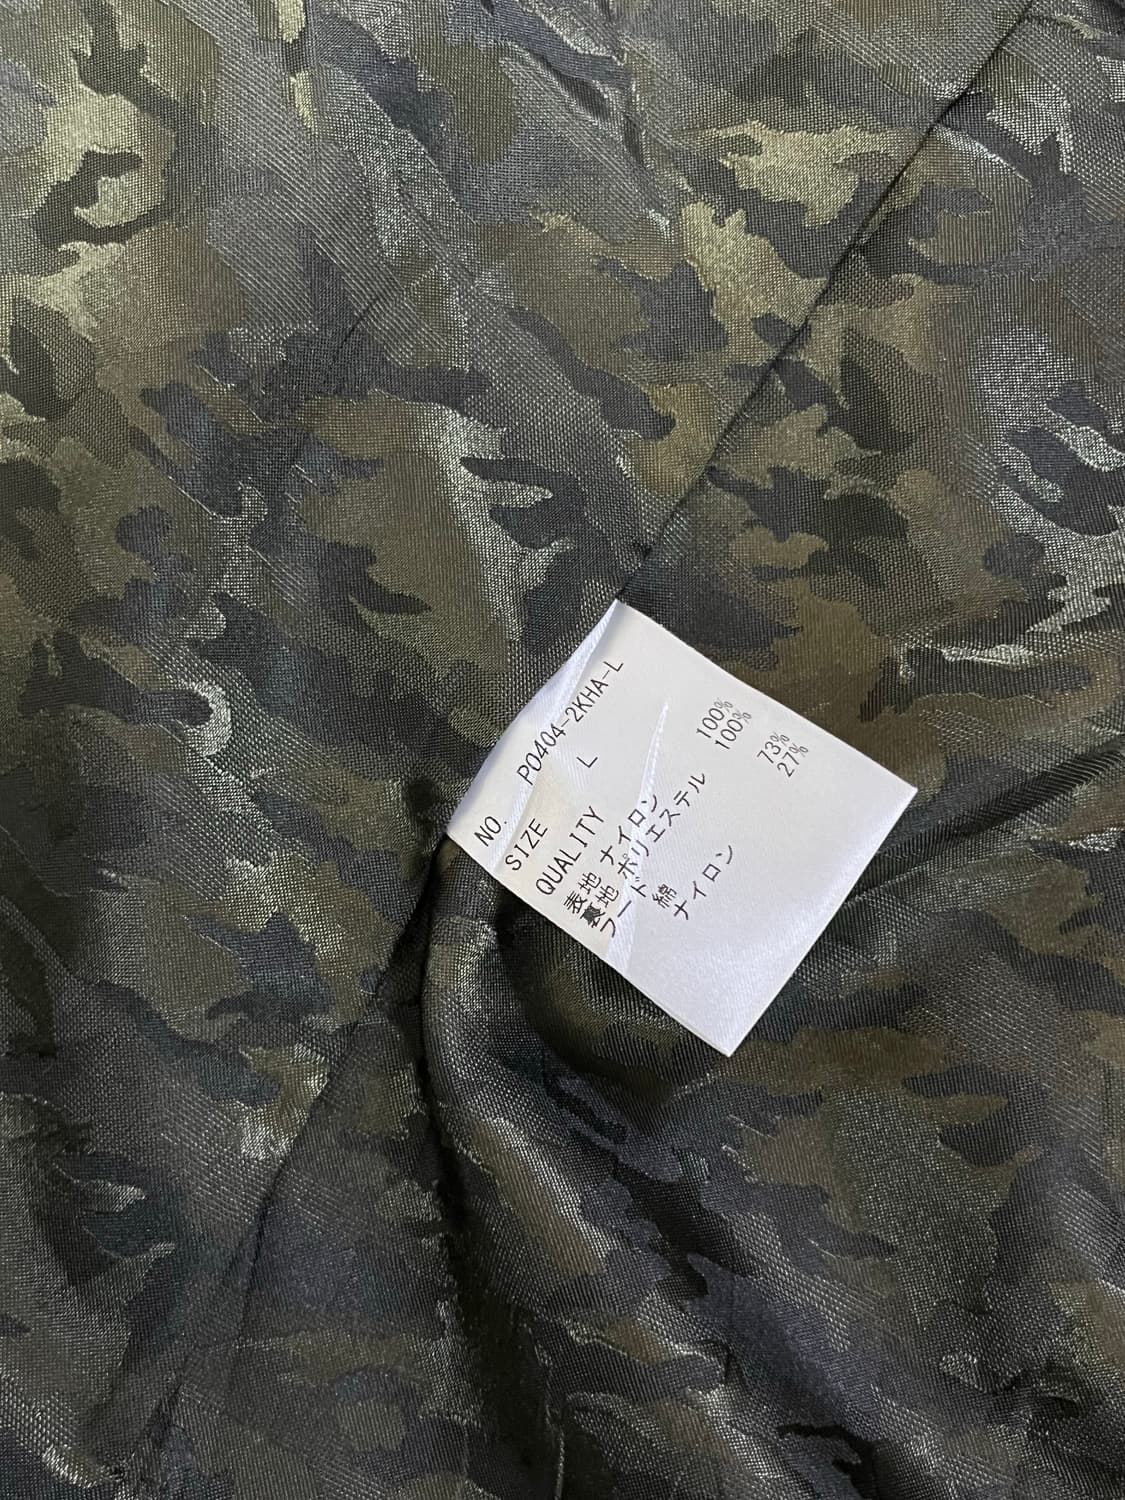 NO. P0404-2KHA-L
SIZE L
QUALITY
表地 ナイロン 100%
裏地 ポリエステル 100%
フード 綿 73%
ナイロン 27%